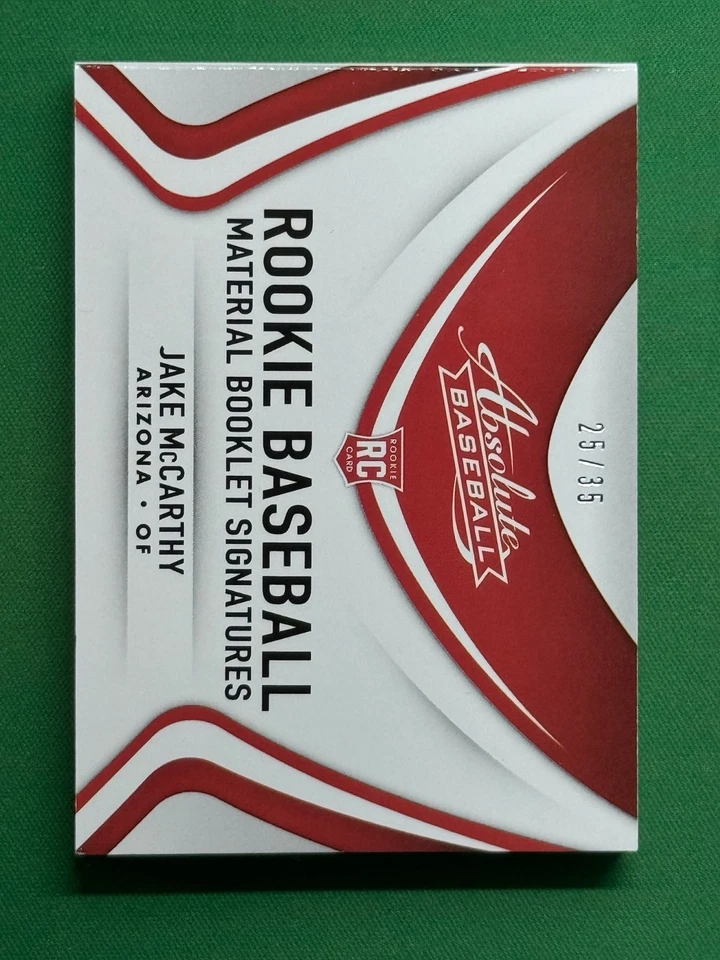 25/35
Absolute
BASEBALL
ROOKIE
RC
CARD
ROOKIE BASEBALL
MATERIAL BOOKLET SIGNATURES
JAKE McCARTHY
ARIZONA • OF